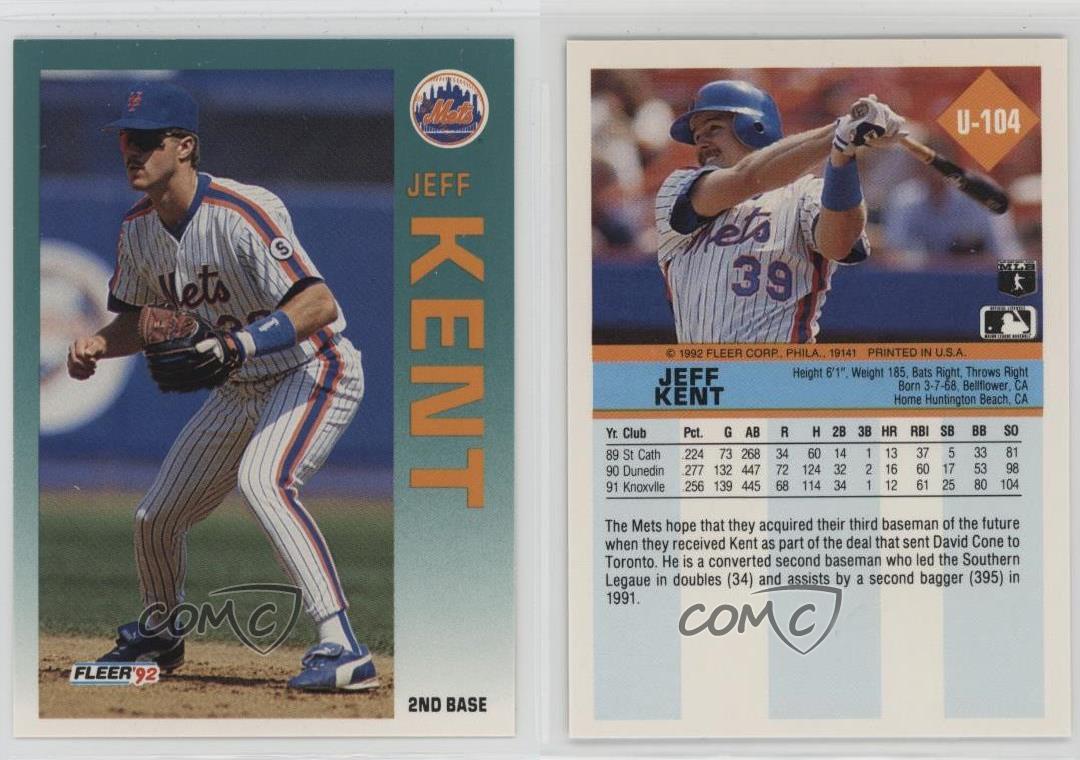 Mets
JEFF
KENT
NY
S
Mets
39
FLEER '92
2ND BASE
COMC
U-104
Mets
39
MLB
© 1992 FLEER CORP., PHILA., 19141 PRINTED IN U.S.A.
JEFF
KENT
Height 6'1", Weight 185, Bats Right, Throws Right
Born 3-7-68, Bellflower, CA
Home Huntington Beach, CA
Yr. Club Pct. G AB R H 2B 3B HR RBI SB BB SO
89 St Cath .224 73 268 34 60 14 1 13 37 5 33 81
90 Dunedin .277 132 447 72 124 32 2 16 60 17 53 98
91 Knoxvlle .256 139 445 68 114 34 1 12 61 25 80 104
The Mets hope that they acquired their third baseman of the future
when they received Kent as part of the deal that sent David Cone to
Toronto. He is a converted second baseman who led the Southern
Legaue in doubles (34) and assists by a second bagger (395) in
1991.
COMC